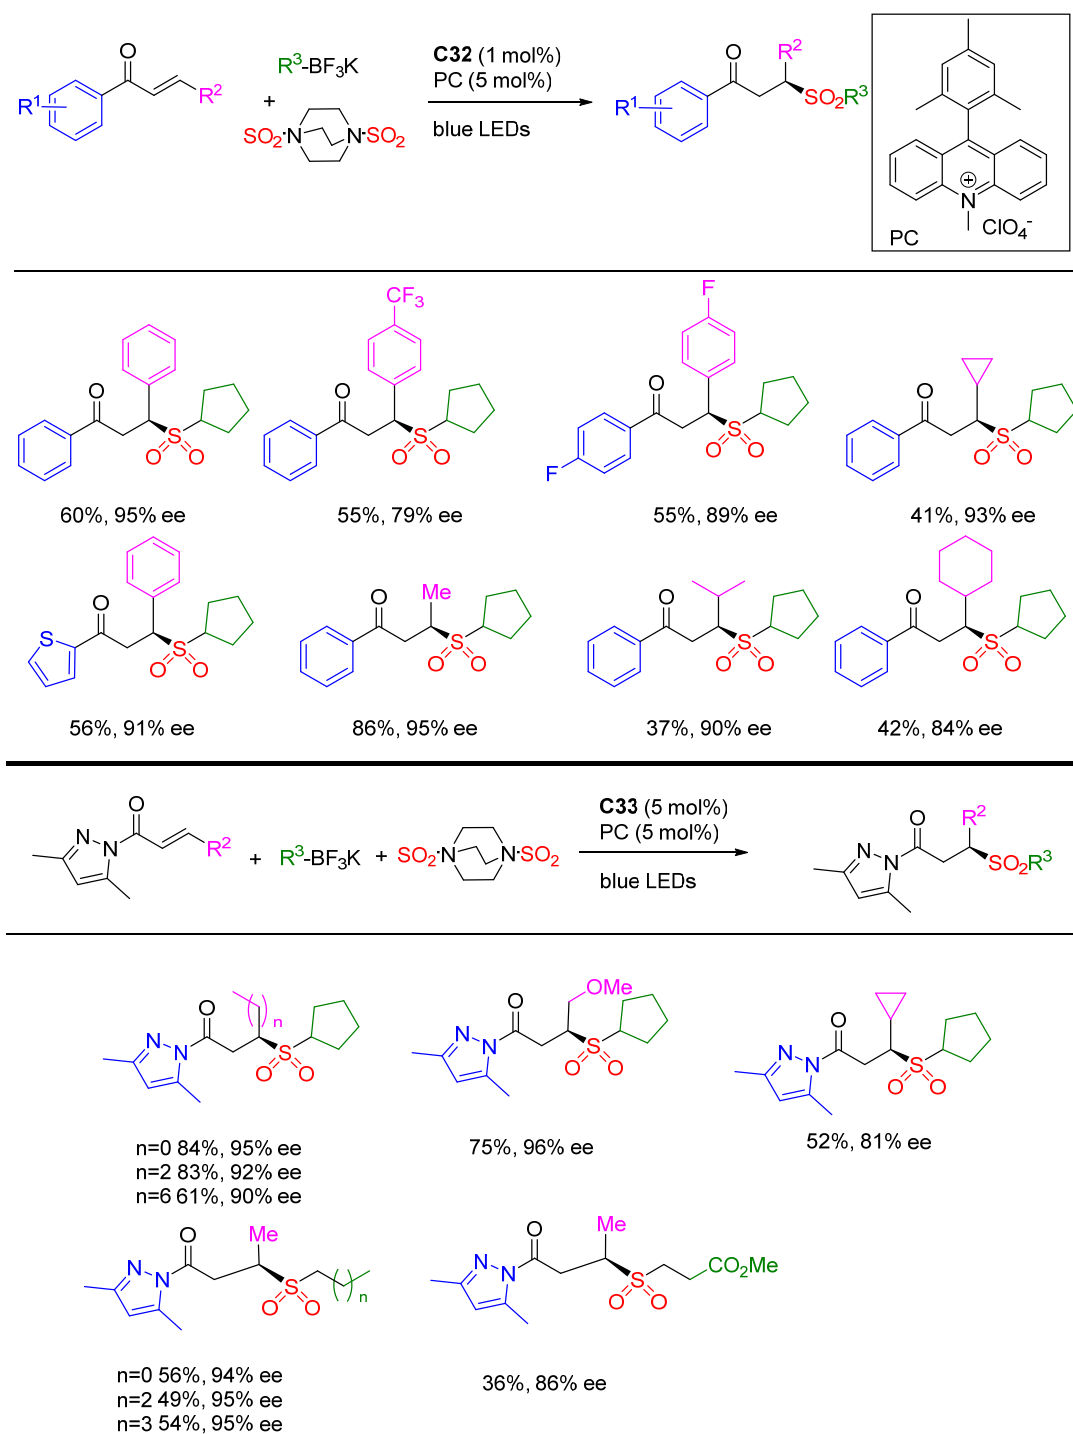 O
R¹
R²
+
R³-BF₃K
SO₂
N
N
SO₂
C32 (1 mol%)
PC (5 mol%)
blue LEDs
O
R²
R¹
SO₂R³
N
+
ClO₄⁻
PC
O
S
O
O
60%, 95% ee
CF₃
O
S
O
O
55%, 79% ee
F
O
F
S
O
O
55%, 89% ee
O
S
O
O
41%, 93% ee
S
O
S
O
O
56%, 91% ee
Me
O
S
O
O
86%, 95% ee
O
S
O
O
37%, 90% ee
O
S
O
O
42%, 84% ee
O
N
N
R²
+
R³-BF₃K
+
SO₂
N
N
SO₂
C33 (5 mol%)
PC (5 mol%)
blue LEDs
O
R²
N
N
SO₂R³
O
n
N
N
S
O
O
n=0 84%, 95% ee
n=2 83%, 92% ee
n=6 61%, 90% ee
O
OMe
N
N
S
O
O
75%, 96% ee
O
N
N
S
O
O
52%, 81% ee
O
Me
N
N
S
O
O
n
n=0 56%, 94% ee
n=2 49%, 95% ee
n=3 54%, 95% ee
O
Me
N
N
S
O
O
CO₂Me
36%, 86% ee